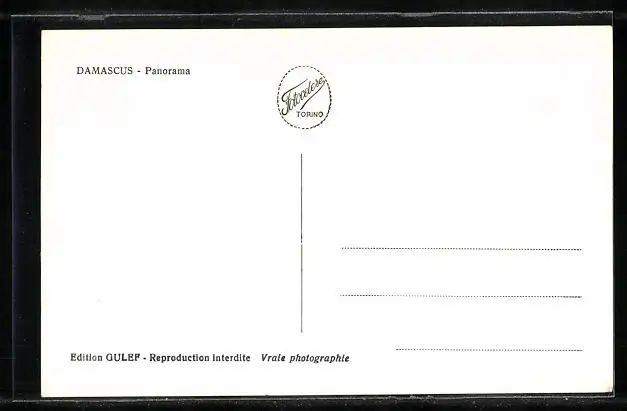 DAMASCUS - Panorama
Fotocelere
TORINO
Edition GULEF - Reproduction interdite Vraie photographie